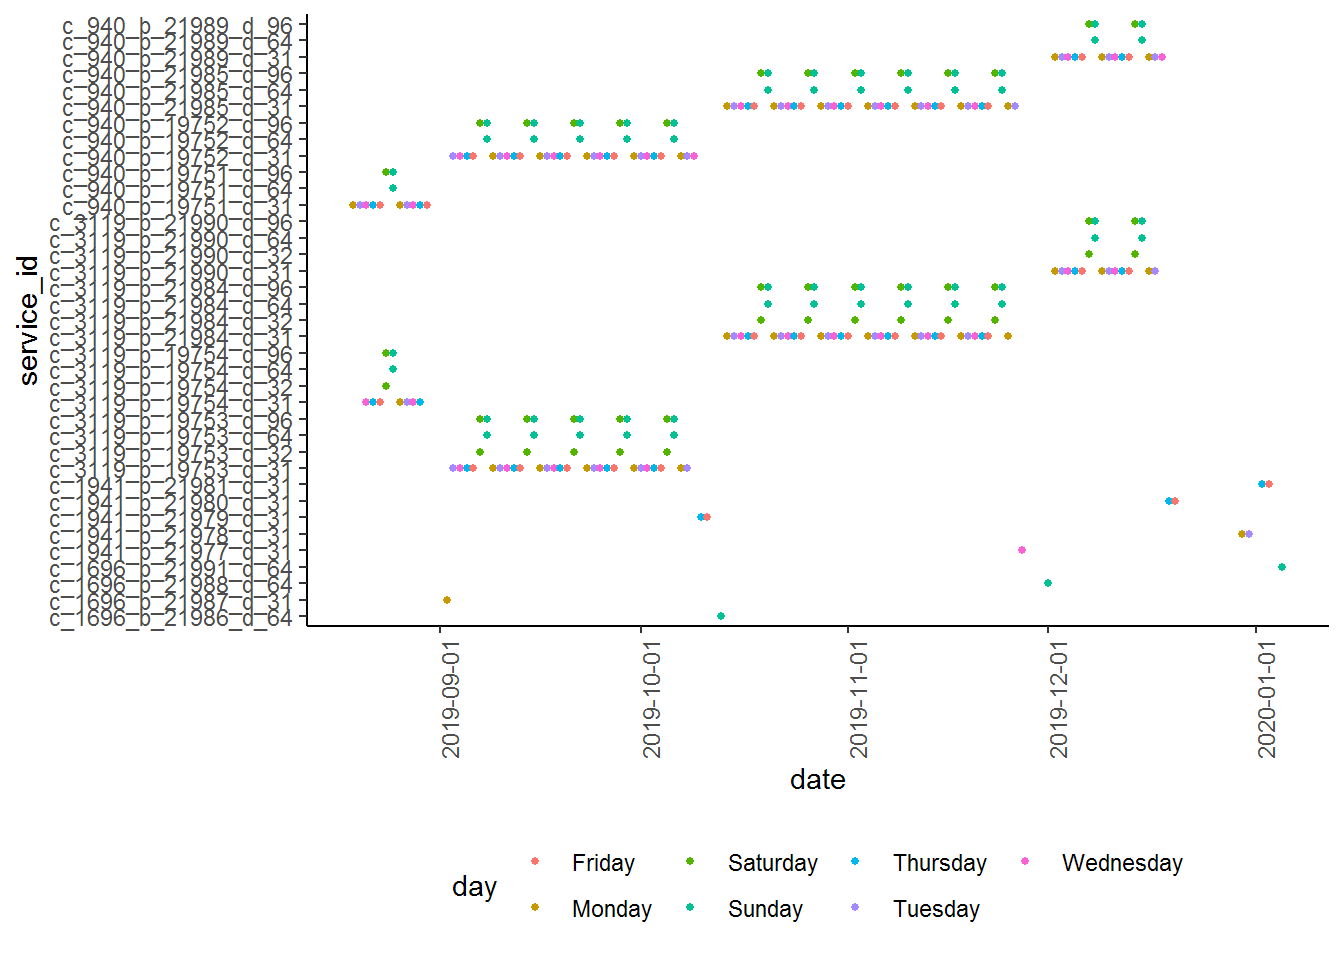 c_940_b_21989_d_96
c_940_b_21989_d_64
c_940_b_21989_d_31
c_940_b_21985_d_96
c_940_b_21985_d_64
c_940_b_21985_d_31
c_940_b_19752_d_96
c_940_b_19752_d_64
c_940_b_19752_d_31
c_940_b_19751_d_96
c_940_b_19751_d_64
c_940_b_19751_d_31
c_3119_b_21990_d_96
c_3119_b_21990_d_64
c_3119_b_21990_d_32
c_3119_b_21990_d_31
c_3119_b_21984_d_96
c_3119_b_21984_d_64
c_3119_b_21984_d_32
c_3119_b_21984_d_31
c_3119_b_19754_d_96
c_3119_b_19754_d_64
c_3119_b_19754_d_32
c_3119_b_19754_d_31
c_3119_b_19753_d_96
c_3119_b_19753_d_64
c_3119_b_19753_d_32
c_3119_b_19753_d_31
c_1941_b_21981_d_31
c_1941_b_21980_d_31
c_1941_b_21979_d_31
c_1941_b_21978_d_31
c_1941_b_21977_d_31
c_1696_b_21991_d_64
c_1696_b_21988_d_64
c_1696_b_21987_d_31
c_1696_b_21986_d_64
service_id
2019-09-01
2019-10-01
2019-11-01
2019-12-01
2020-01-01
date
day
Friday Saturday Thursday Wednesday
Monday Sunday Tuesday